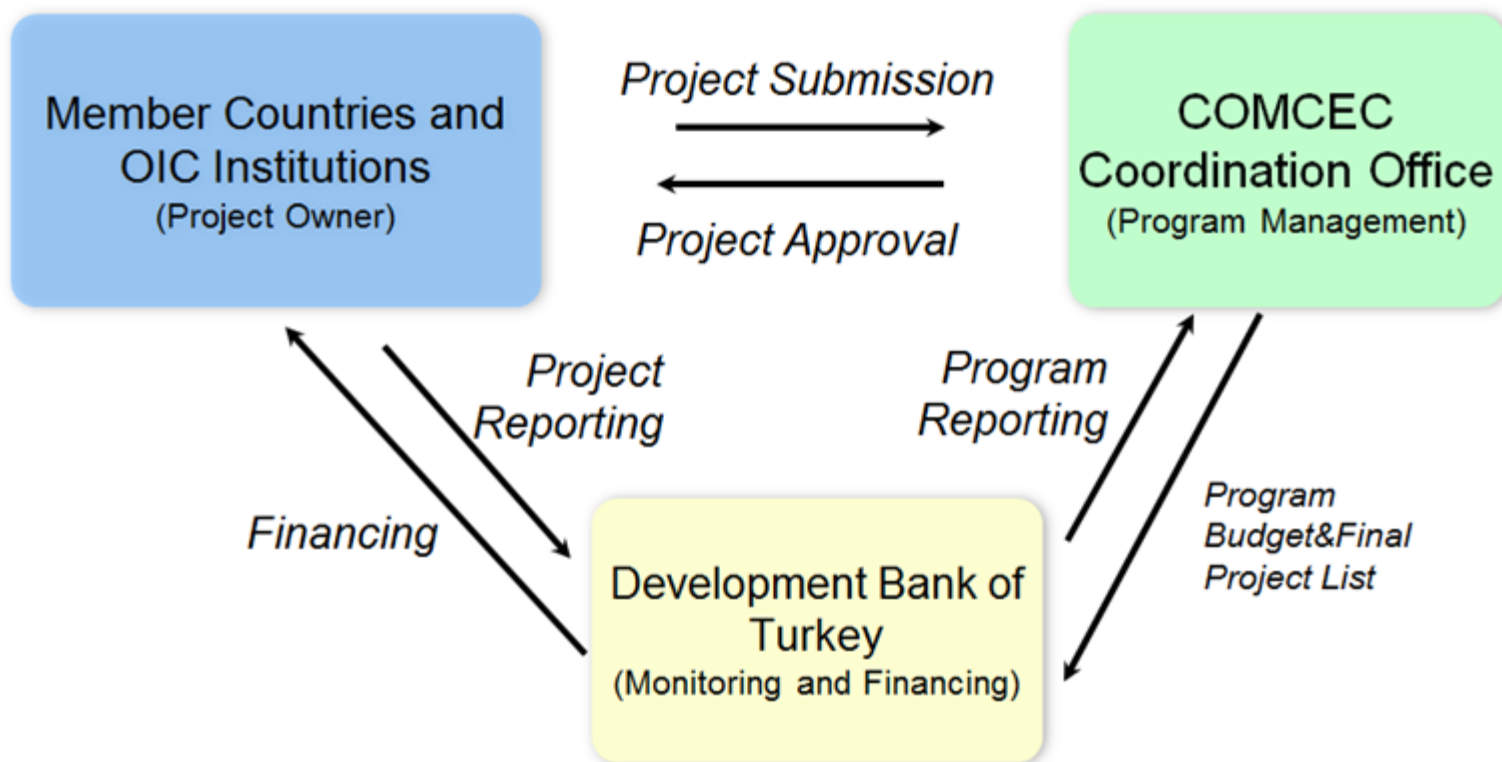 Member Countries and
OIC Institutions
(Project Owner)
Project Submission
Project Approval
COMCEC
Coordination Office
(Program Management)
Project
Reporting
Financing
Program
Reporting
Program
Budget&Final
Project List
Development Bank of
Turkey
(Monitoring and Financing)